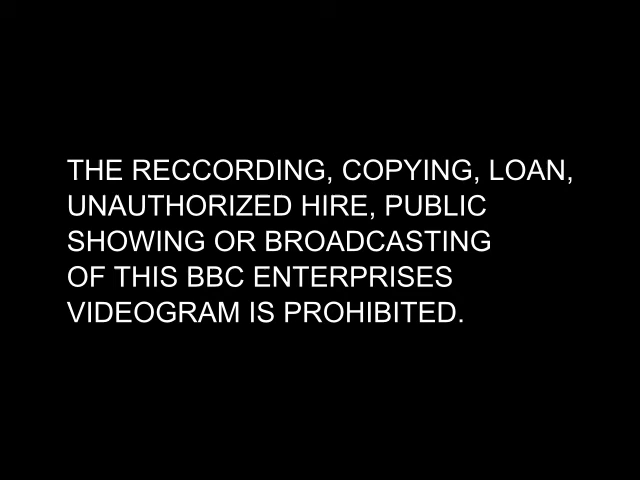 THE RECCORDING, COPYING, LOAN,
UNAUTHORIZED HIRE, PUBLIC
SHOWING OR BROADCASTING
OF THIS BBC ENTERPRISES
VIDEOGRAM IS PROHIBITED.